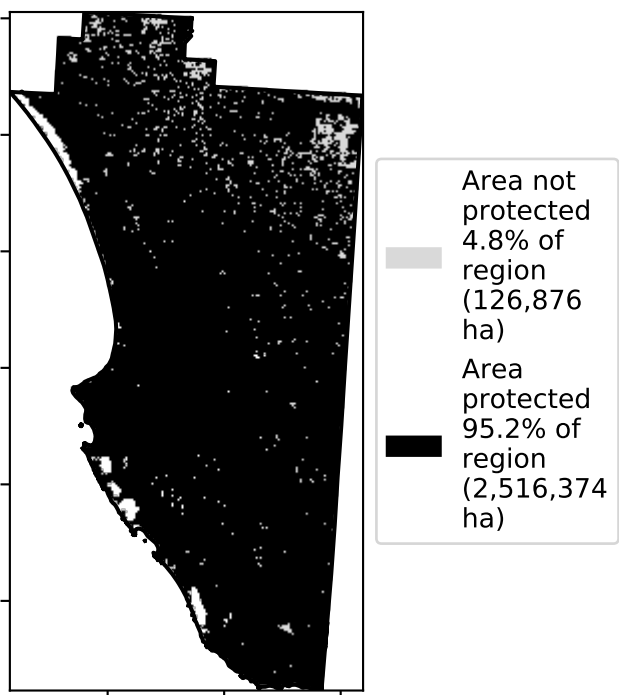 Area not
protected
4.8% of
region
(126,876
ha)
Area
protected
95.2% of
region
(2,516,374
ha)